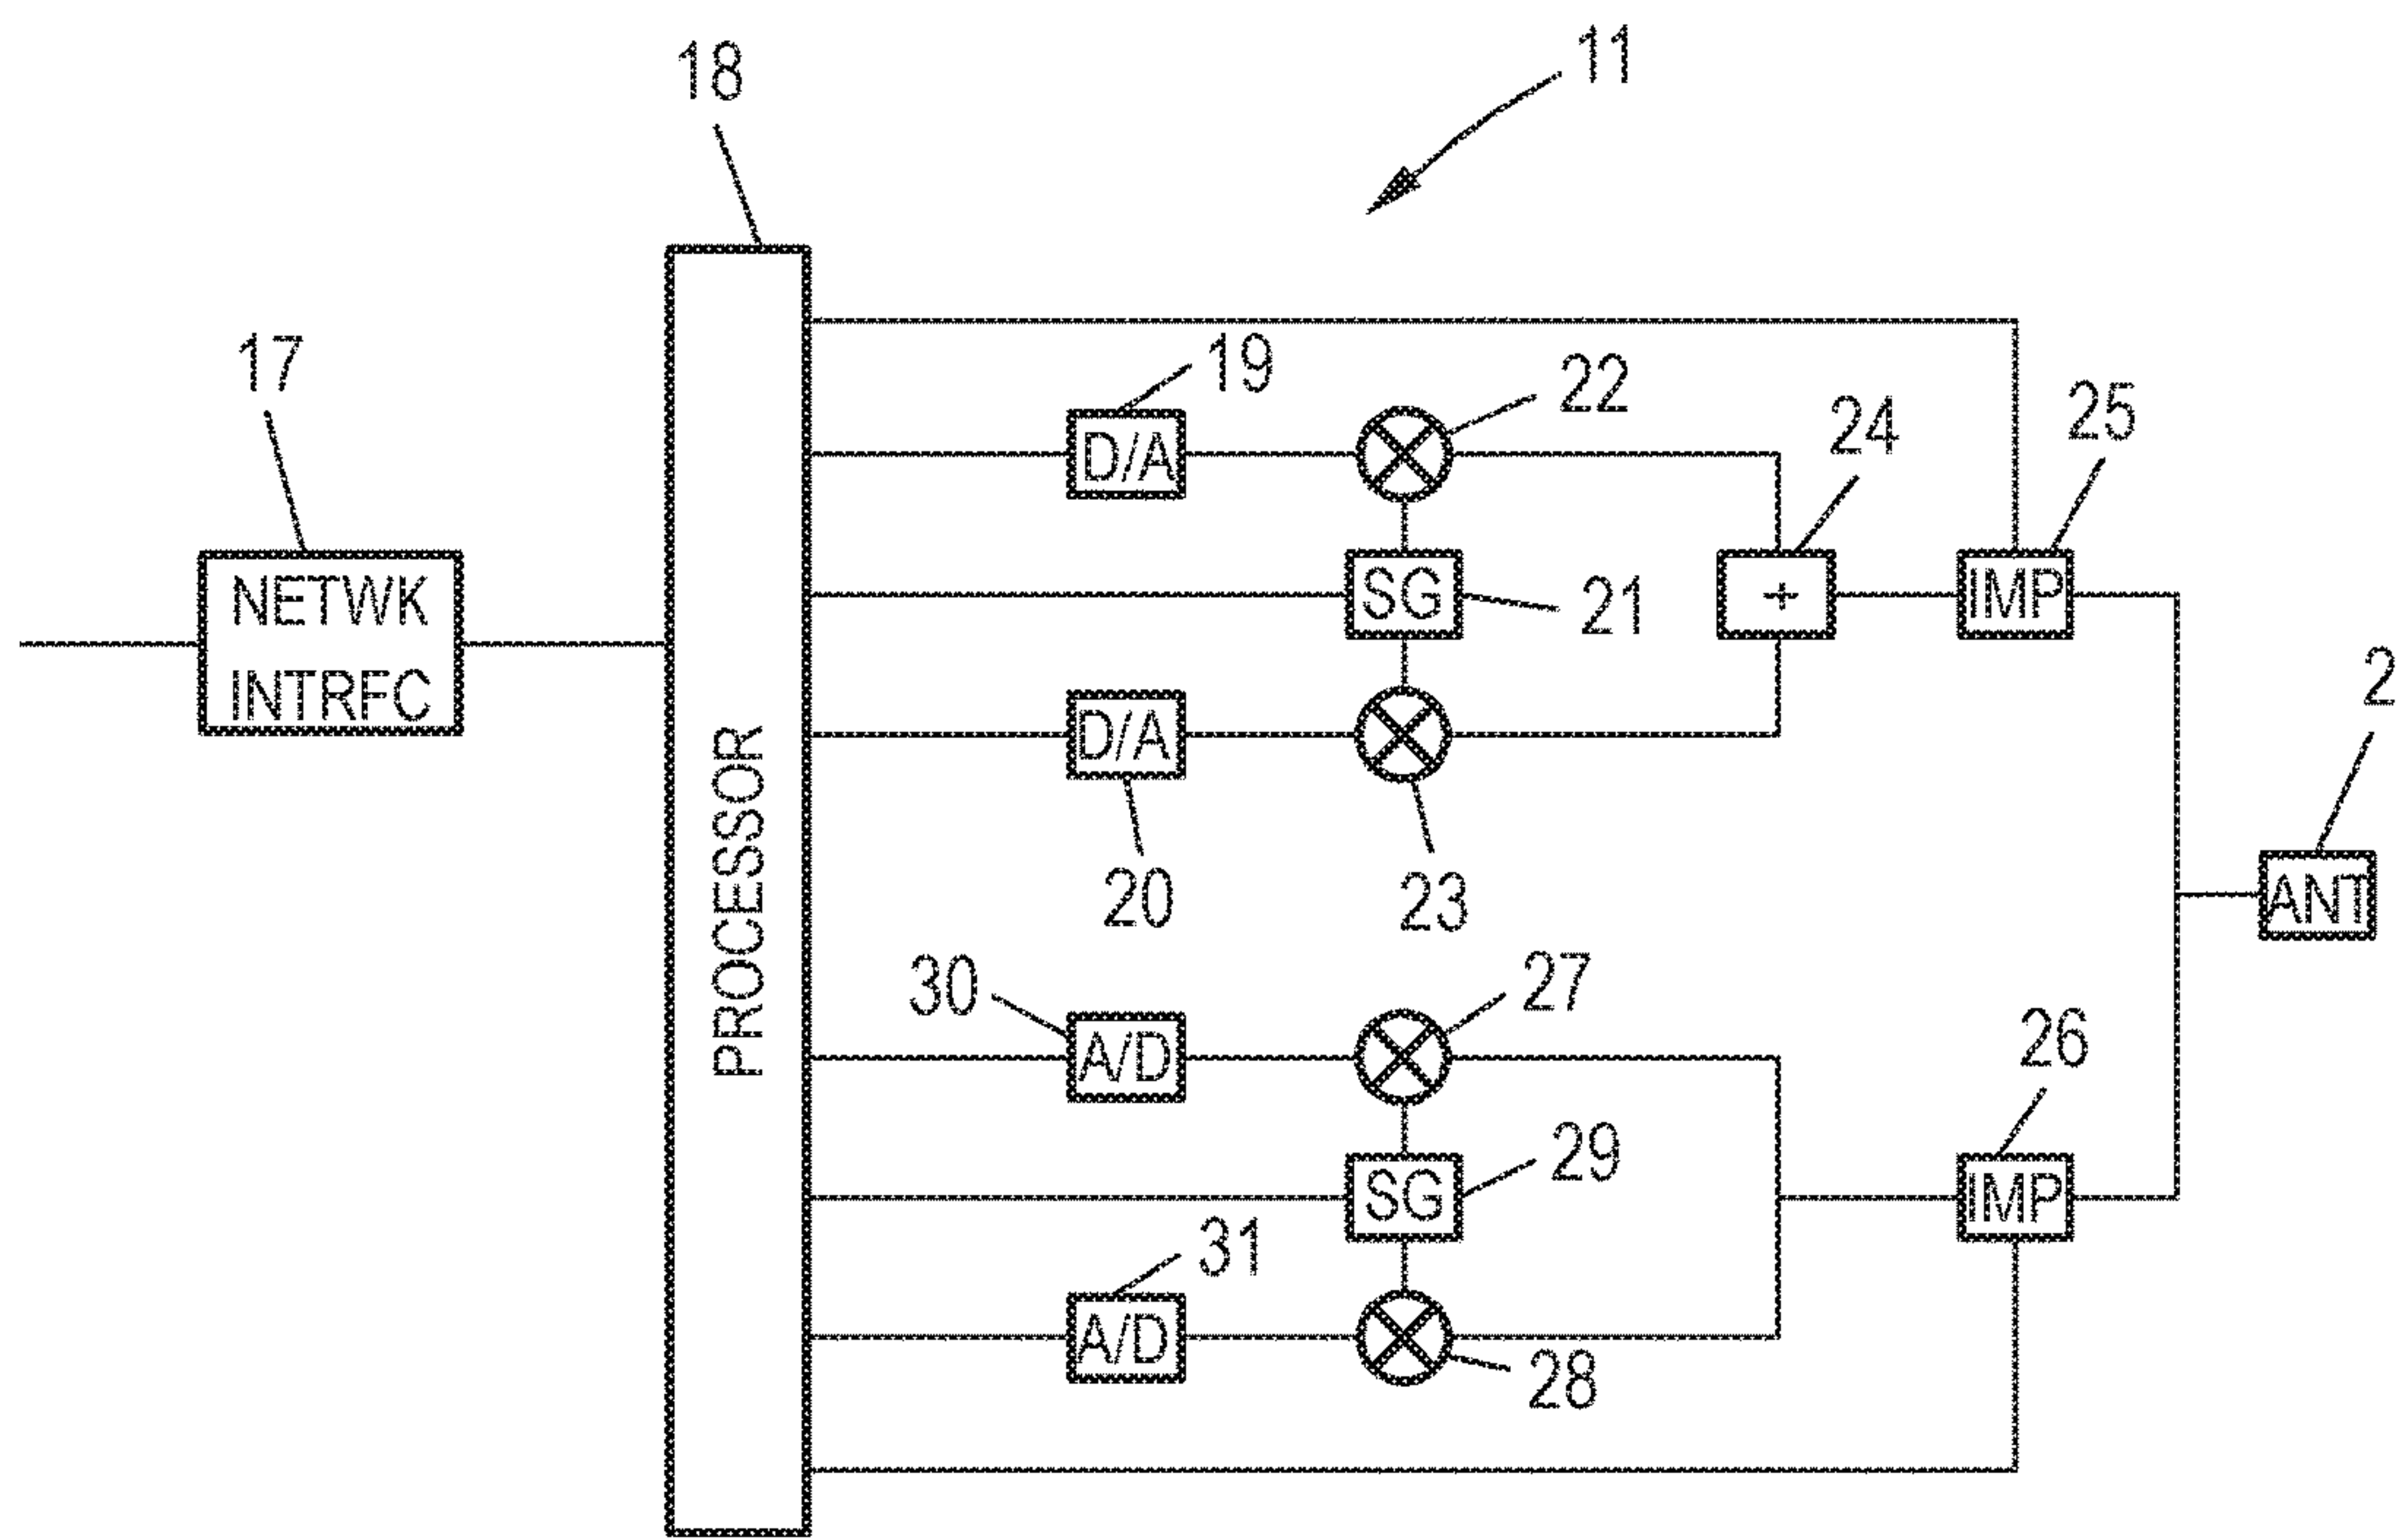 11
18
17
19
22
24
25
D/A
NETWK
INTRFC
SG
21
+
IMP
2
D/A
PROCESSOR
20
23
ANT
30
27
26
A/D
29
SG
IMP
31
A/D
28